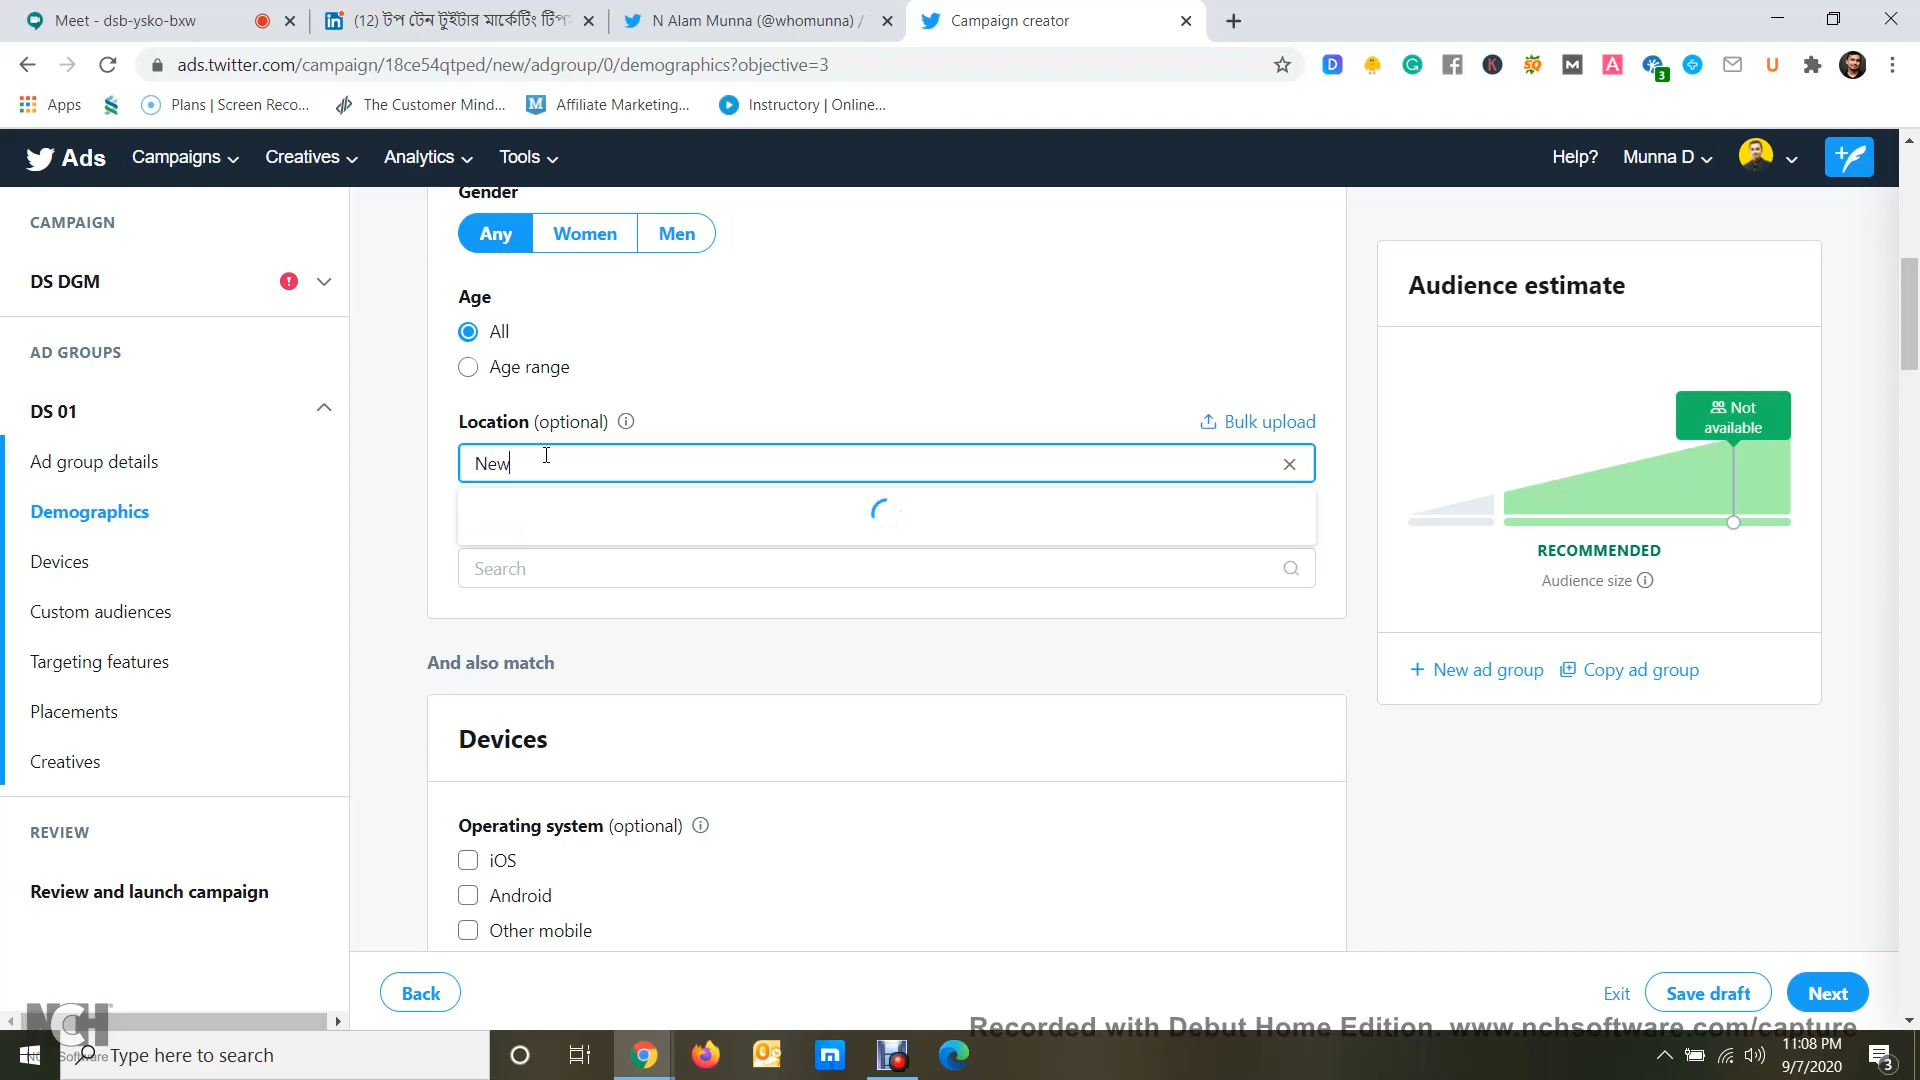 Meet - dsb-ysko-bxw
(12) টপ টেন টুইটার মার্কেটিং টিপস
N Alam Munna (@whomunna) /
Campaign creator
ads.twitter.com/campaign/18ce54qtped/new/adgroup/0/demographics?objective=3
Apps
Plans | Screen Reco...
The Customer Mind...
Affiliate Marketing...
Instructory | Online...
Ads
Campaigns
Creatives
Analytics
Tools
Help?
Munna D
CAMPAIGN
DS DGM
AD GROUPS
DS 01
Ad group details
Demographics
Devices
Custom audiences
Targeting features
Placements
Creatives
REVIEW
Review and launch campaign
Gender
Any
Women
Men
Age
All
Age range
Location (optional)
Bulk upload
New
Search
And also match
Devices
Operating system (optional)
iOS
Android
Other mobile
Audience estimate
Not
available
RECOMMENDED
Audience size
+ New ad group
Copy ad group
Back
Exit
Save draft
Next
NCH
Software
Recorded with Debut Home Edition. www.nchsoftware.com/capture
Type here to search
11:08 PM
9/7/2020
3